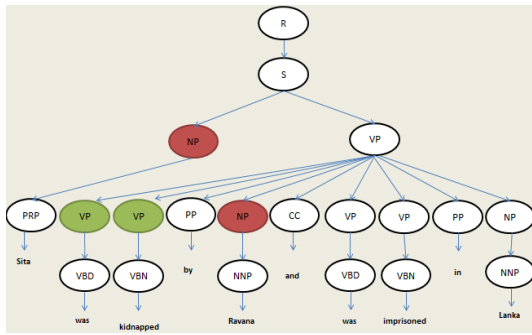 R
S
NP VP
PRP VP VP PP NP CC VP VP PP NP
Sita by and in
VBD VBN NNP VBD VBN NNP
was kidnapped Ravana was imprisoned Lanka